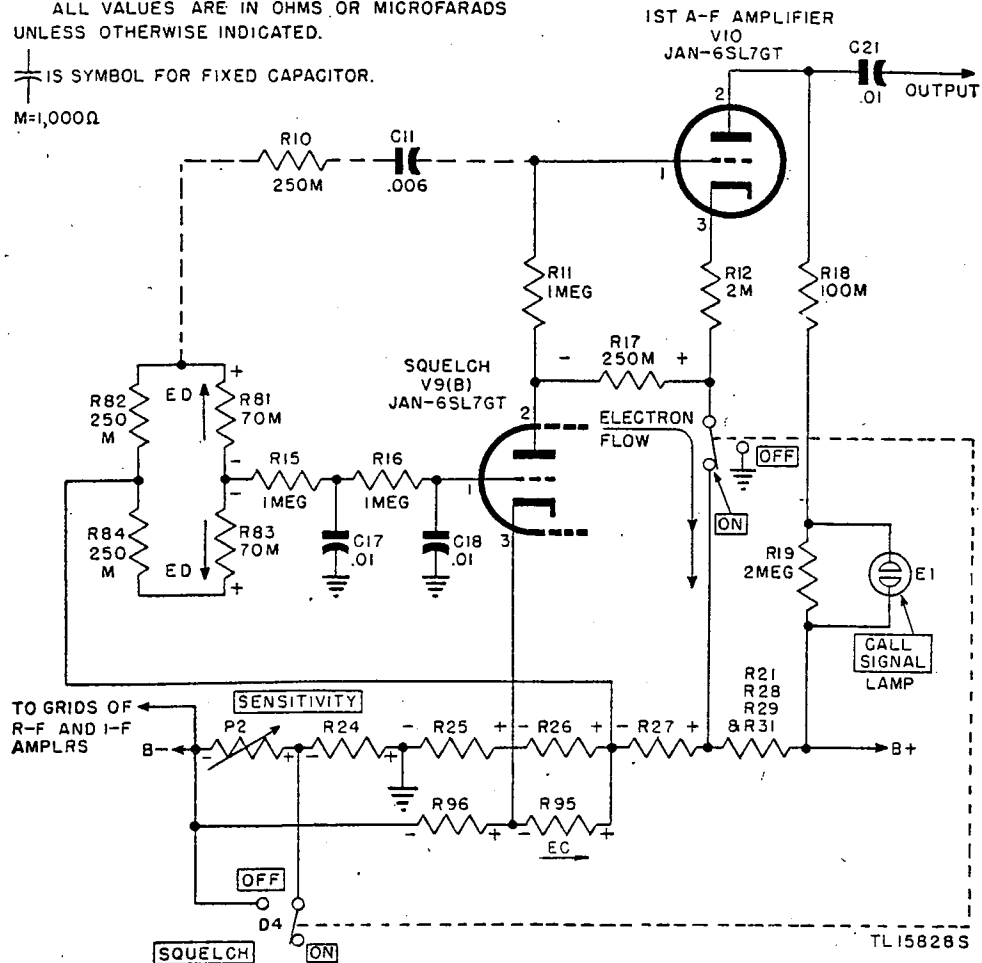 ALL VALUES ARE IN OHMS OR MICROFARADS
UNLESS OTHERWISE INDICATED.
IS SYMBOL FOR FIXED CAPACITOR.
M=1,000Ω
1ST A-F AMPLIFIER
V10
JAN-6SL7GT
C21
.01
OUTPUT
R10
250M
C11
.006
2
1
3
R11
1MEG
R12
2M
R18
100M
R17
250M
- +
SQUELCH
V9(B)
JAN-6SL7GT
ELECTRON
FLOW
OFF
ON
R82
250
M
ED
+
R81
70M
-
R15
1MEG
R16
1MEG
2
1
3
R84
250
M
ED
-
R83
70M
+
C17
.01
C18
.01
R19
2MEG
E1
CALL
SIGNAL
LAMP
TO GRIDS OF
R-F AND I-F
AMPLRS
SENSITIVITY
B-
P2
- +
R24
- +
R25
- +
R26
- +
R27
- +
R21
R28
R29
&R31
B+
R96
- +
R95
- +
EC
OFF
D4
SQUELCH
ON
TL15828S